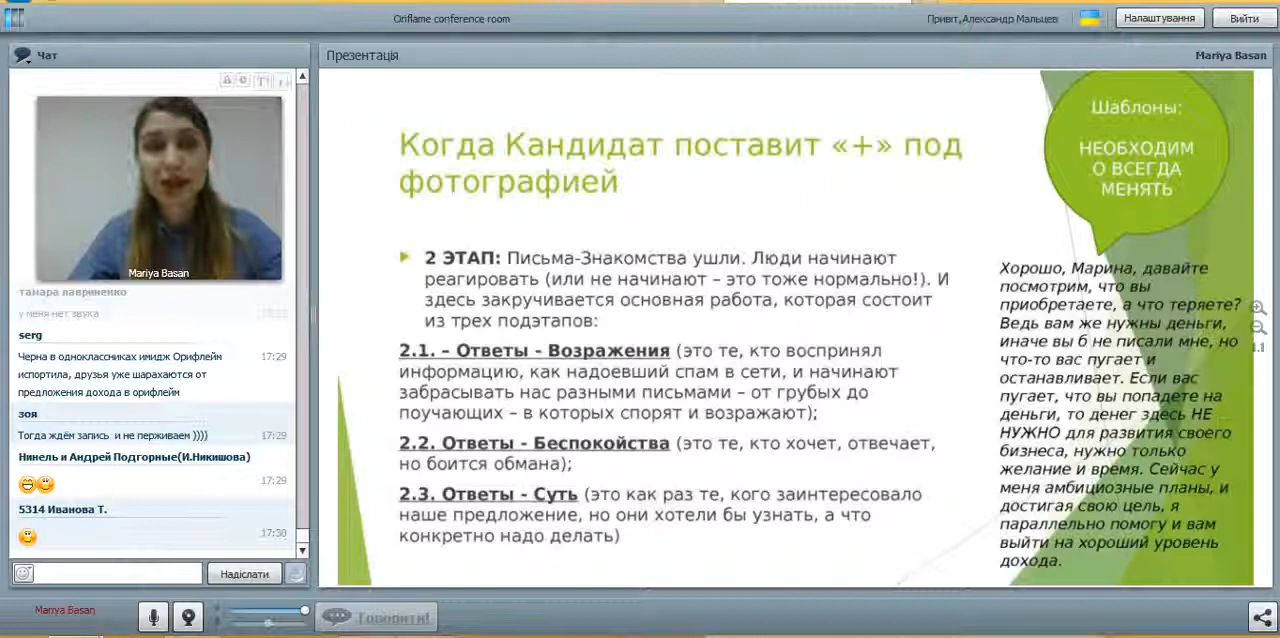 Oriflame conference room
Привіт,Александр Мальцев
Налаштування
Вийти
Чат
Mariya Basan
тамара лавриненко
у меня нет звука
serg
Черна в одноклассниках имидж Орифлейм
17:29
испортила, друзья уже шарахаются от
предложения дохода в орифлейм
зоя
Тогда ждём запись и не перживаем ))))
17:29
Нинель и Андрей Подгорные(И.Никишова)
17:29
5314 Иванова Т.
17:30
Надіслати
Mariya Basan
Говорити!
Презентація
Mariya Basan
Когда Кандидат поставит «+» под
фотографией
2 ЭТАП: Письма-Знакомства ушли. Люди начинают
реагировать (или не начинают – это тоже нормально!). И
здесь закручивается основная работа, которая состоит
из трех подэтапов:
2.1. – Ответы - Возражения (это те, кто воспринял
информацию, как надоевший спам в сети, и начинают
забрасывать нас разными письмами – от грубых до
поучающих – в которых спорят и возражают);
2.2. Ответы - Беспокойства (это те, кто хочет, отвечает,
но боится обмана);
2.3. Ответы - Суть (это как раз те, кого заинтересовало
наше предложение, но они хотели бы узнать, а что
конкретно надо делать)
Шаблоны:
НЕОБХОДИМ
О ВСЕГДА
МЕНЯТЬ
Хорошо, Марина, давайте
посмотрим, что вы
приобретаете, а что теряете?
Ведь вам же нужны деньги,
иначе вы б не писали мне, но
что-то вас пугает и
останавливает. Если вас
пугает, что вы попадете на
деньги, то денег здесь НЕ
НУЖНО для развития своего
бизнеса, нужно только
желание и время. Сейчас у
меня амбициозные планы, и
достигая свою цель, я
параллельно помогу и вам
выйти на хороший уровень
дохода.